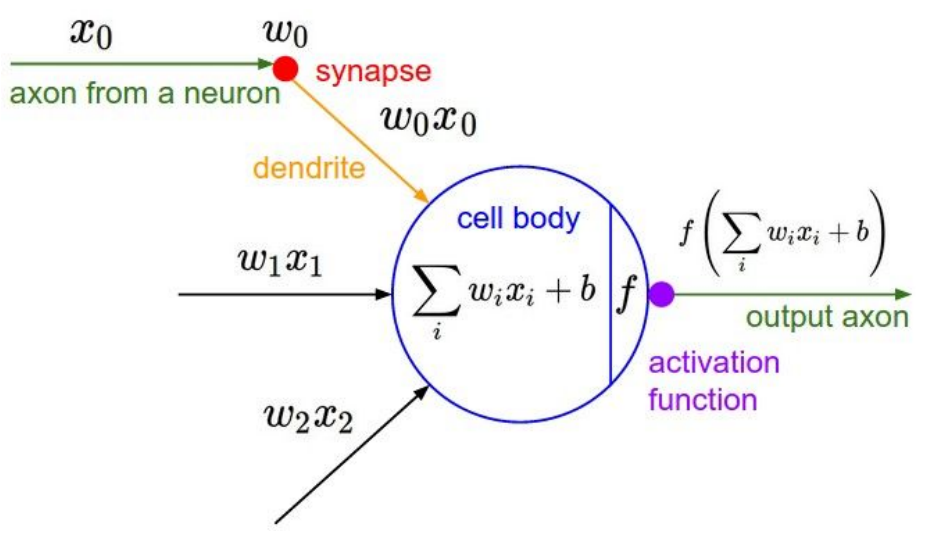 x₀
w₀
synapse
axon from a neuron
w₀x₀
dendrite
cell body
f(∑ᵢ wᵢxᵢ + b)
w₁x₁
∑ᵢ wᵢxᵢ + b
f
output axon
activation
function
w₂x₂